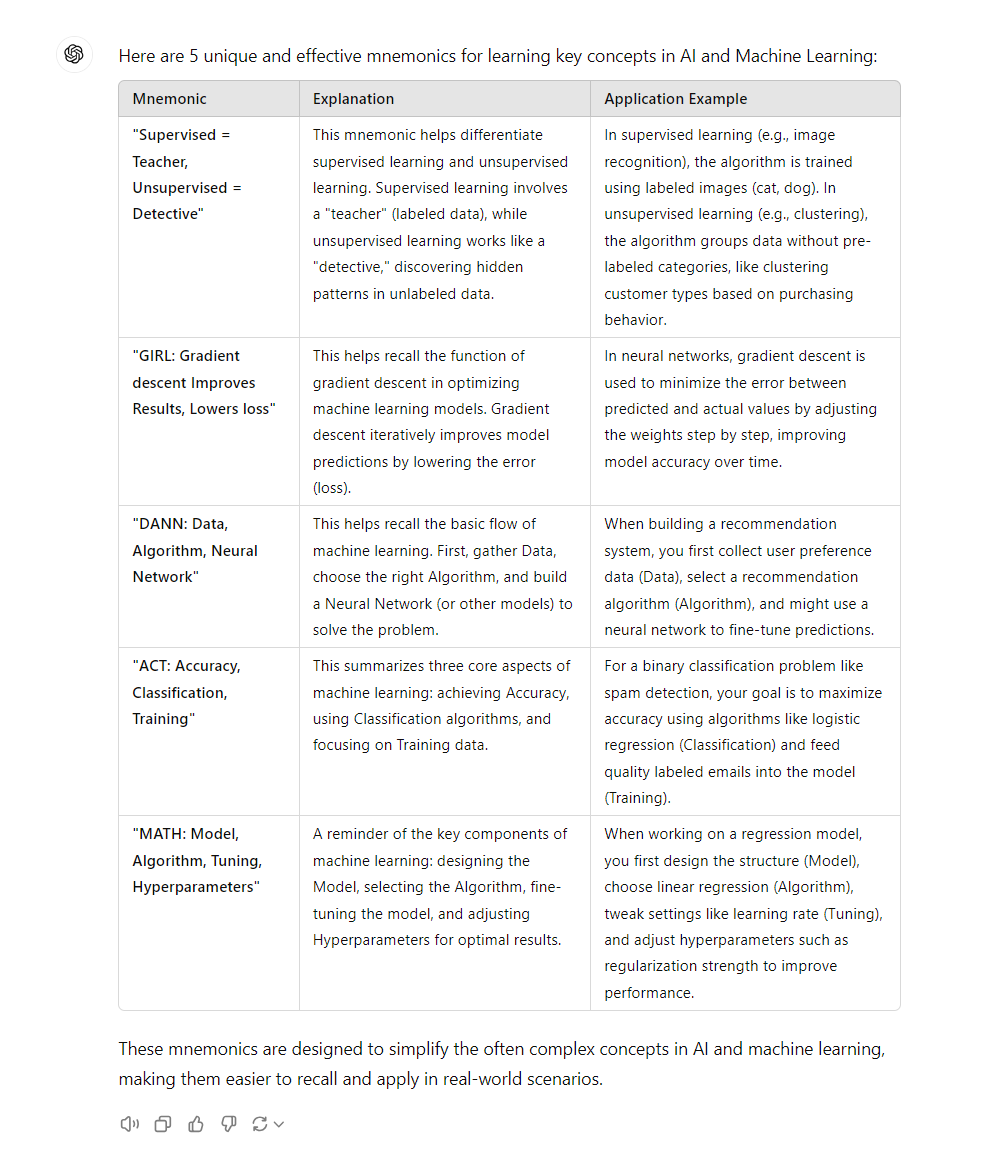 Here are 5 unique and effective mnemonics for learning key concepts in AI and Machine Learning:
Mnemonic
Explanation
Application Example
"Supervised =
Teacher,
Unsupervised =
Detective"
This mnemonic helps differentiate
supervised learning and unsupervised
learning. Supervised learning involves
a "teacher" (labeled data), while
unsupervised learning works like a
"detective," discovering hidden
patterns in unlabeled data.
In supervised learning (e.g., image
recognition), the algorithm is trained
using labeled images (cat, dog). In
unsupervised learning (e.g., clustering),
the algorithm groups data without pre-
labeled categories, like clustering
customer types based on purchasing
behavior.
"GIRL: Gradient
descent Improves
Results, Lowers loss"
This helps recall the function of
gradient descent in optimizing
machine learning models. Gradient
descent iteratively improves model
predictions by lowering the error
(loss).
In neural networks, gradient descent is
used to minimize the error between
predicted and actual values by adjusting
the weights step by step, improving
model accuracy over time.
"DANN: Data,
Algorithm, Neural
Network"
This helps recall the basic flow of
machine learning. First, gather Data,
choose the right Algorithm, and build
a Neural Network (or other models) to
solve the problem.
When building a recommendation
system, you first collect user preference
data (Data), select a recommendation
algorithm (Algorithm), and might use a
neural network to fine-tune predictions.
"ACT: Accuracy,
Classification,
Training"
This summarizes three core aspects of
machine learning: achieving Accuracy,
using Classification algorithms, and
focusing on Training data.
For a binary classification problem like
spam detection, your goal is to maximize
accuracy using algorithms like logistic
regression (Classification) and feed
quality labeled emails into the model
(Training).
"MATH: Model,
Algorithm, Tuning,
Hyperparameters"
A reminder of the key components of
machine learning: designing the
Model, selecting the Algorithm, fine-
tuning the model, and adjusting
Hyperparameters for optimal results.
When working on a regression model,
you first design the structure (Model),
choose linear regression (Algorithm),
tweak settings like learning rate (Tuning),
and adjust hyperparameters such as
regularization strength to improve
performance.
These mnemonics are designed to simplify the often complex concepts in AI and machine learning,
making them easier to recall and apply in real-world scenarios.